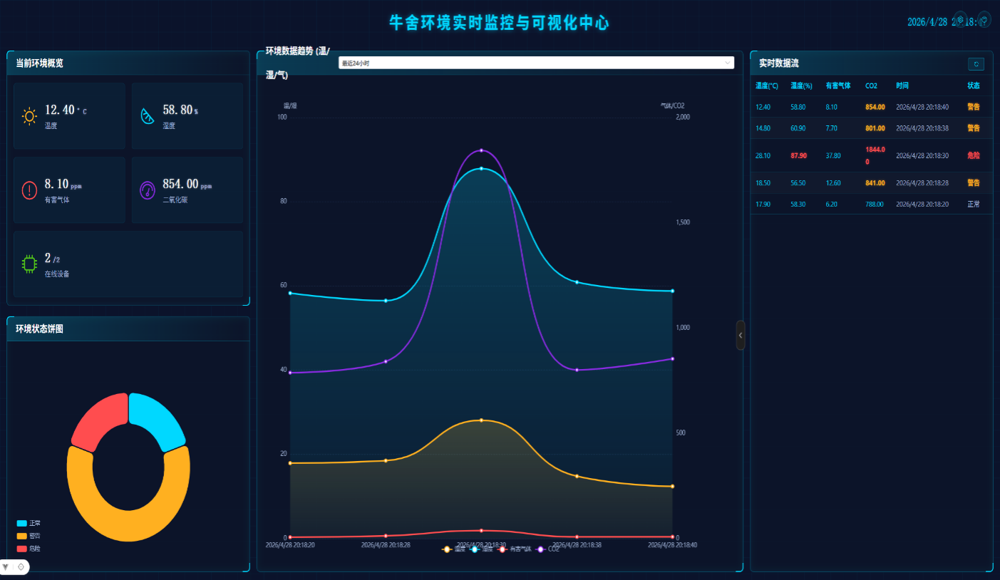 牛舍环境实时监控与可视化中心
2026/4/28
当前环境概览
12.40 °C
温度
58.80 %
湿度
8.10 ppm
有害气体
854.00 ppm
二氧化碳
2 /2
在线设备
环境状态饼图
正常
警告
危险
环境数据趋势 (温/
湿/气)
最近24小时
温/湿
气体/CO2
100
80
60
40
20
0
2,000
1,500
1,000
500
0
2026/4/28 20:18:20
2026/4/28 20:18:28
2026/4/28 20:18:30
2026/4/28 20:18:38
2026/4/28 20:18:40
温度
湿度
有害气体
CO2
实时数据流
温度(°C) 湿度(%) 有害气体 CO2 时间 状态
12.40 58.80 8.10 854.00 2026/4/28 20:18:40 警告
14.80 60.90 7.70 801.00 2026/4/28 20:18:38 警告
28.10 87.90 37.80 1844.0 2026/4/28 20:18:30 危险
0
18.50 56.50 12.60 841.00 2026/4/28 20:18:28 警告
17.90 58.30 6.20 788.00 2026/4/28 20:18:20 正常